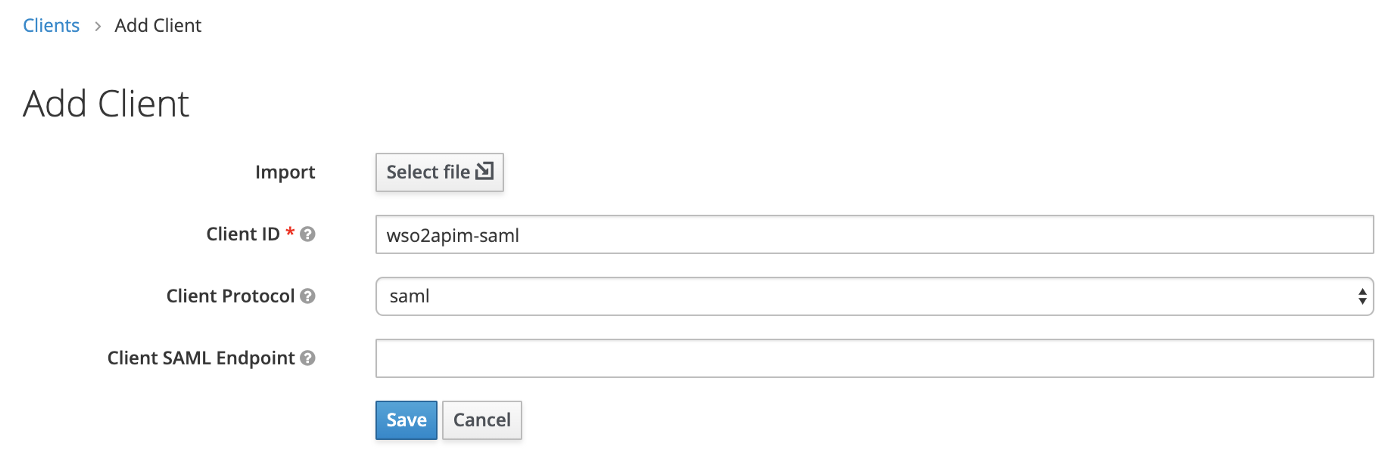 Clients > Add Client
Add Client
Import Select file
Client ID * wso2apim-saml
Client Protocol saml
Client SAML Endpoint
Save Cancel